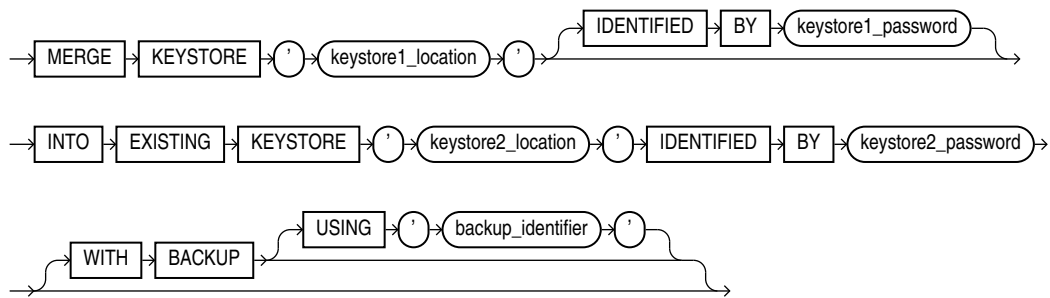 IDENTIFIED BY keystore1_password
MERGE KEYSTORE ' keystore1_location '
INTO EXISTING KEYSTORE ' keystore2_location ' IDENTIFIED BY keystore2_password
USING ' backup_identifier '
WITH BACKUP